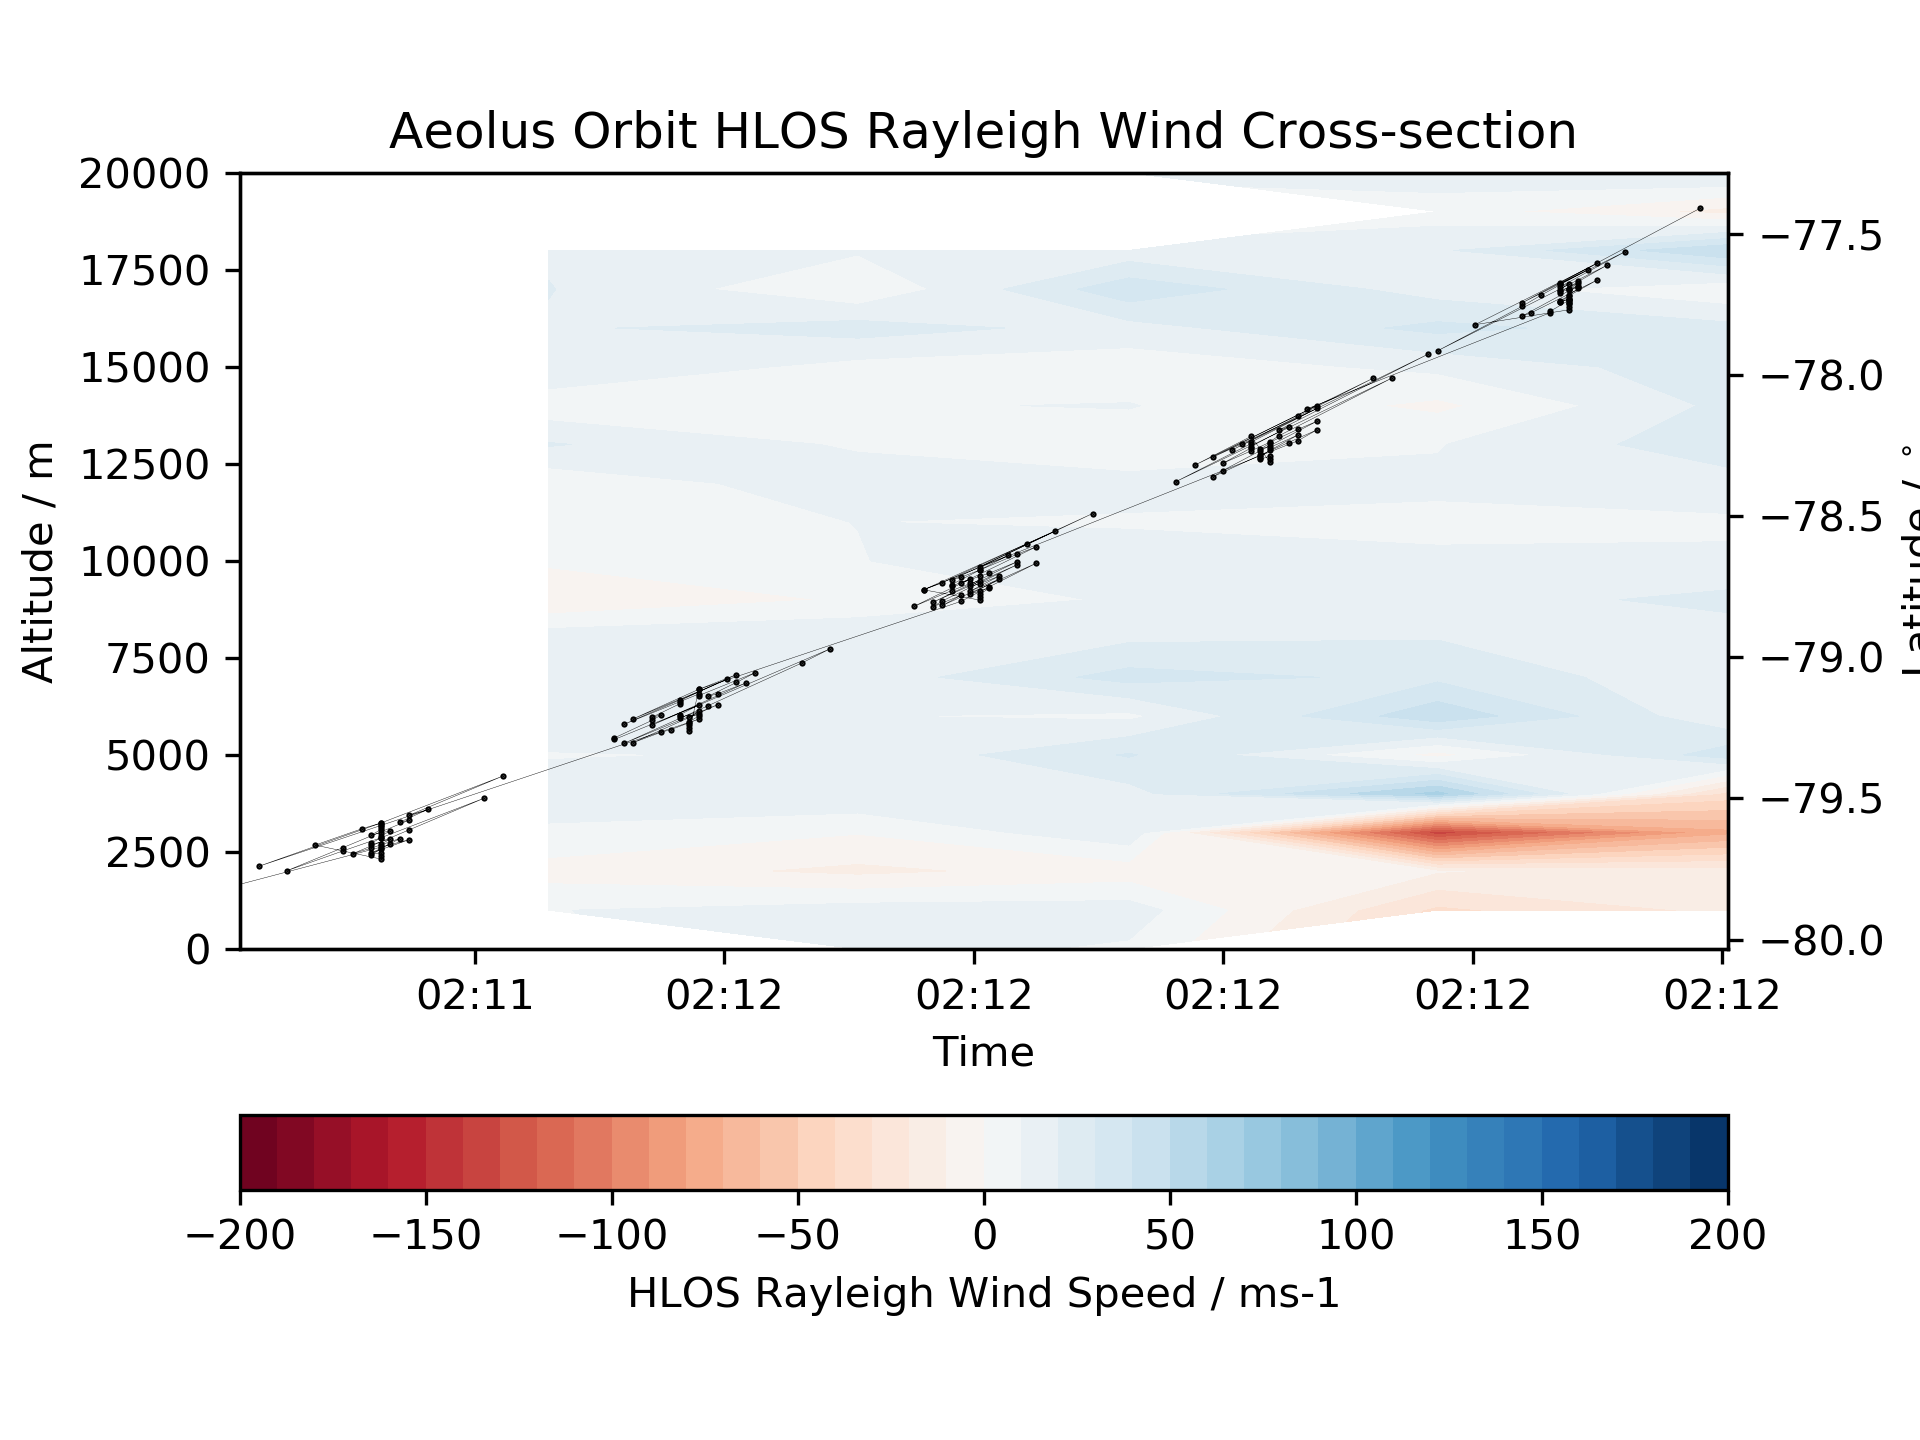 Aeolus Orbit HLOS Rayleigh Wind Cross-section
20000
17500
15000
12500
10000
7500
5000
2500
0
Altitude / m
−77.5
−78.0
−78.5
−79.0
−79.5
−80.0
Latitude / °
02:11 02:12 02:12 02:12 02:12 02:12
Time
−200 −150 −100 −50 0 50 100 150 200
HLOS Rayleigh Wind Speed / ms-1